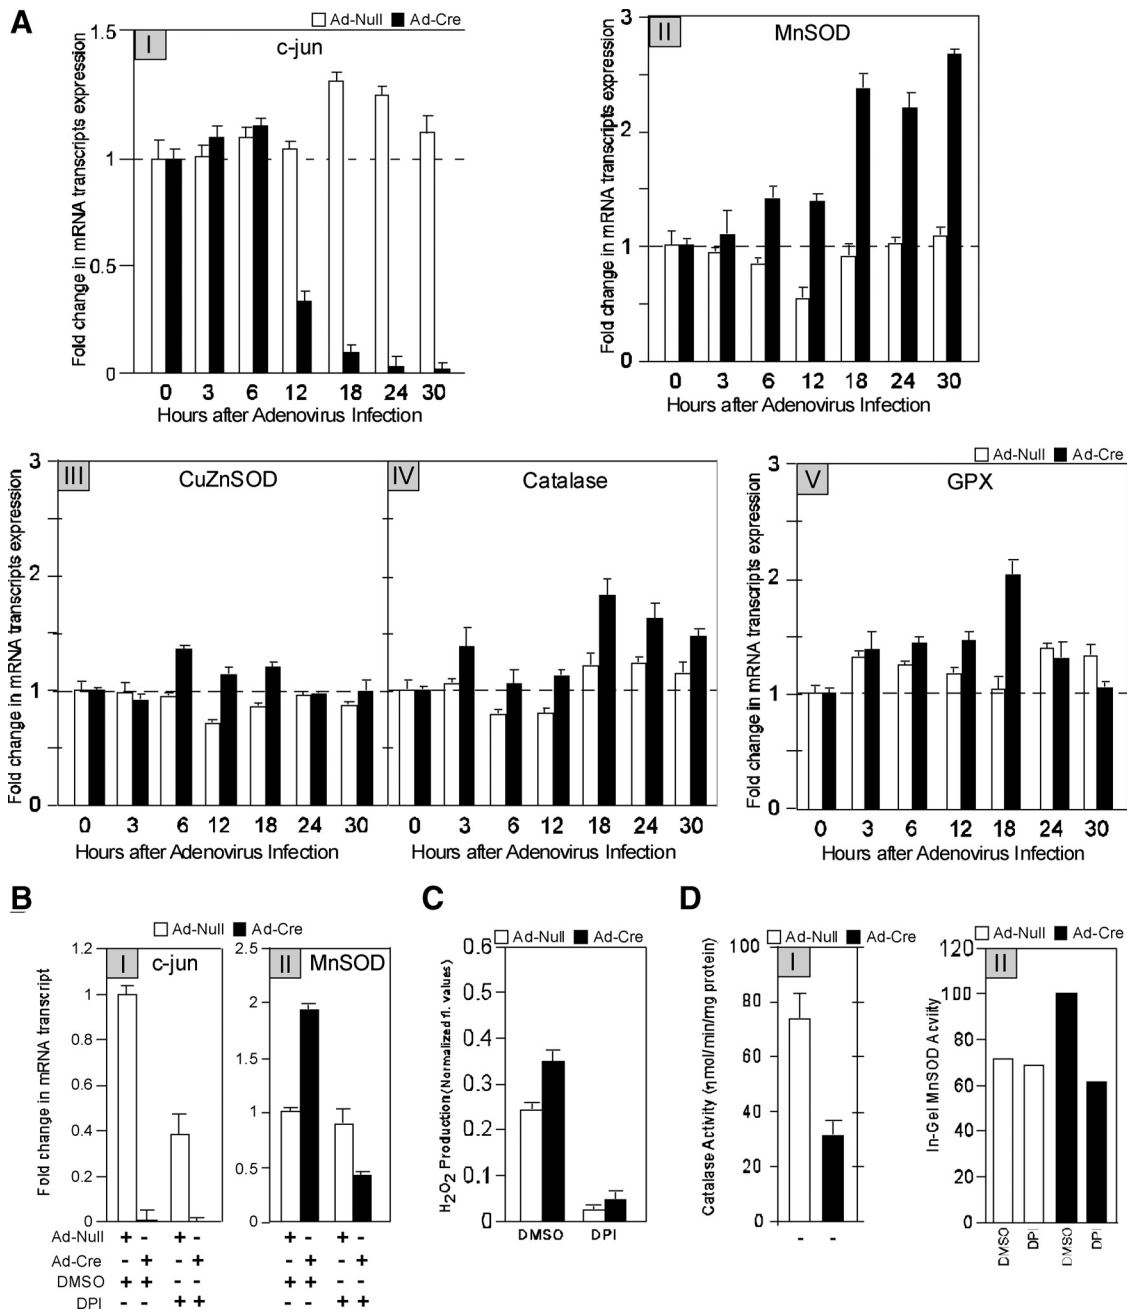 A
Ad-Null Ad-Cre
I c-jun
Fold change in mRNA transcripts expression
1.5
1
0.5
0
0 3 6 12 18 24 30
Hours after Adenovirus Infection
II MnSOD
Fold change in mRNA transcripts expression
3
2
1
0
0 3 6 12 18 24 30
Hours after Adenovirus Infection
III CuZnSOD
Fold change in mRNA transcripts expression
3
2
1
0
0 3 6 12 18 24 30
Hours after Adenovirus Infection
IV Catalase
0 3 6 12 18 24 30
Hours after Adenovirus Infection
Ad-Null Ad-Cre
V GPX
Fold change in mRNA transcripts expression
3
2
1
0
0 3 6 12 18 24 30
Hours after Adenovirus Infection
B
Ad-Null Ad-Cre
I c-jun
Fold change in mRNA transcript
1.2
1
0.8
0.6
0.4
0.2
0
II MnSOD
2.5
2
1.5
1
0.5
0
Ad-Null + - + - + - + -
Ad-Cre - + - + - + - +
DMSO + + - - + + - -
DPI - - + + - - + +
C
Ad-Null Ad-Cre
H2O2 Production (Normalized fl. values)
0.6
0.5
0.4
0.3
0.2
0.1
0
DMSO DPI
D
Ad-Null Ad-Cre
I
Catalase Activity (ηmol/min/mg protein)
100
80
60
40
20
0
- -
Ad-Null Ad-Cre
II
In-Gel MnSOD Acvivity
120
100
80
60
40
20
0
DMSO DPI DMSO DPI